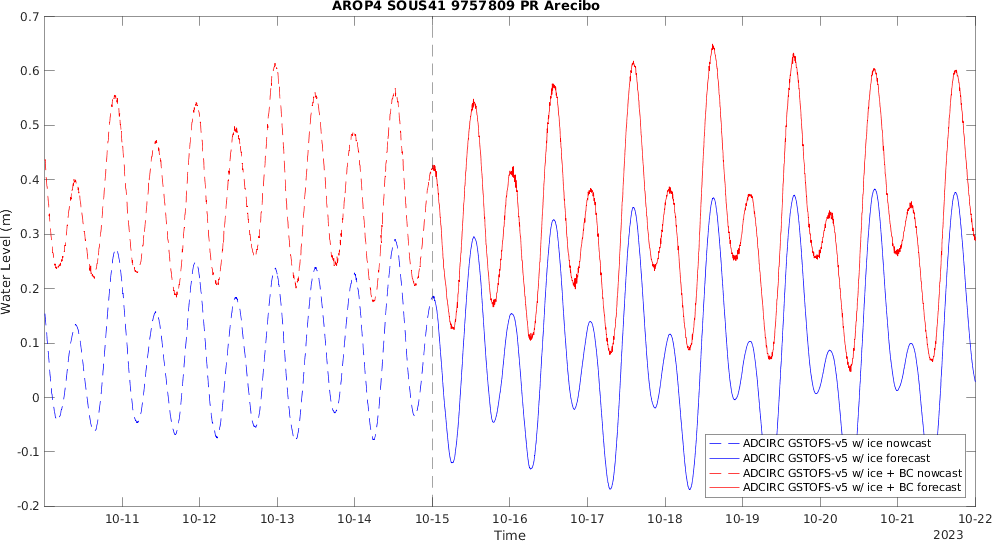 AROP4 SOUS41 9757809 PR Arecibo
0.7
0.6
0.5
0.4
0.3
0.2
0.1
0
-0.1
-0.2
Water Level (m)
ADCIRC GSTOFS-v5 w/ ice nowcast
ADCIRC GSTOFS-v5 w/ ice forecast
ADCIRC GSTOFS-v5 w/ ice + BC nowcast
ADCIRC GSTOFS-v5 w/ ice + BC forecast
10-11 10-12 10-13 10-14 10-15 10-16 10-17 10-18 10-19 10-20 10-21 10-22
Time
2023